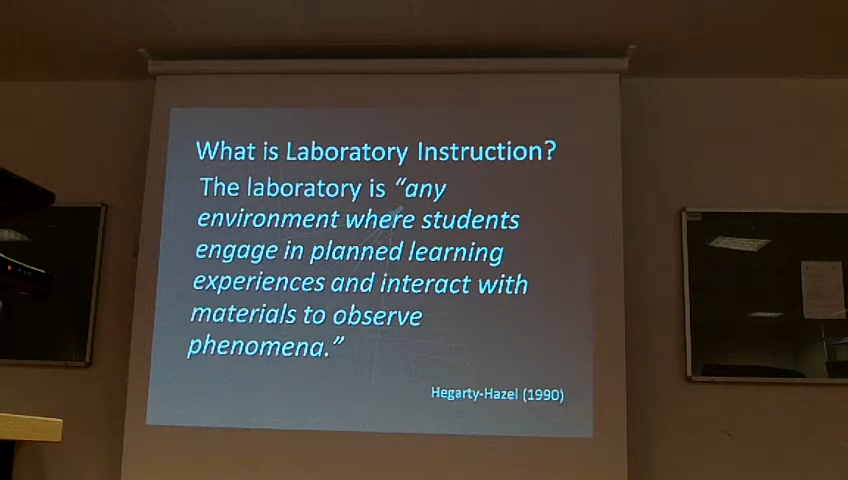 What is Laboratory Instruction?
The laboratory is “any
environment where students
engage in planned learning
experiences and interact with
materials to observe
phenomena.”
Hegarty-Hazel (1990)